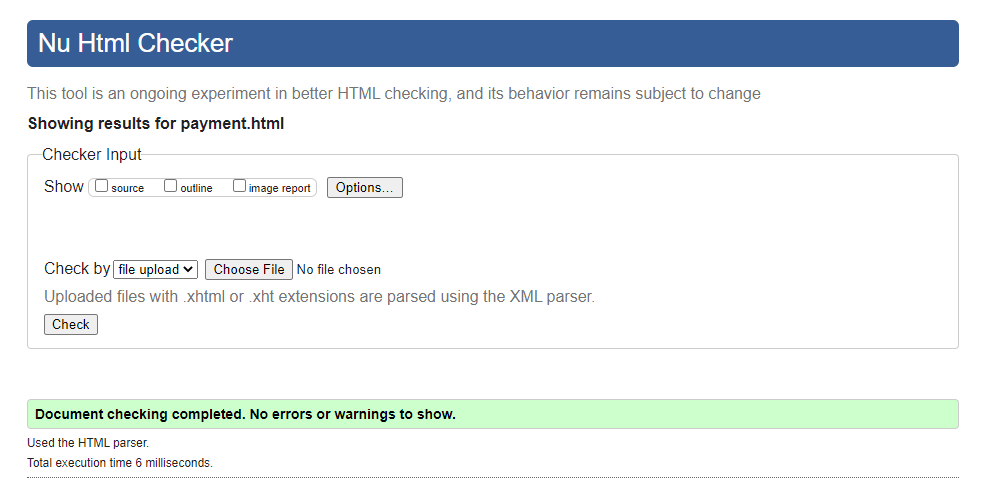 Nu Html Checker
This tool is an ongoing experiment in better HTML checking, and its behavior remains subject to change
Showing results for payment.html
Checker Input
Show source outline image report Options...
Check by file upload Choose File No file chosen
Uploaded files with .xhtml or .xht extensions are parsed using the XML parser.
Check
Document checking completed. No errors or warnings to show.
Used the HTML parser.
Total execution time 6 milliseconds.